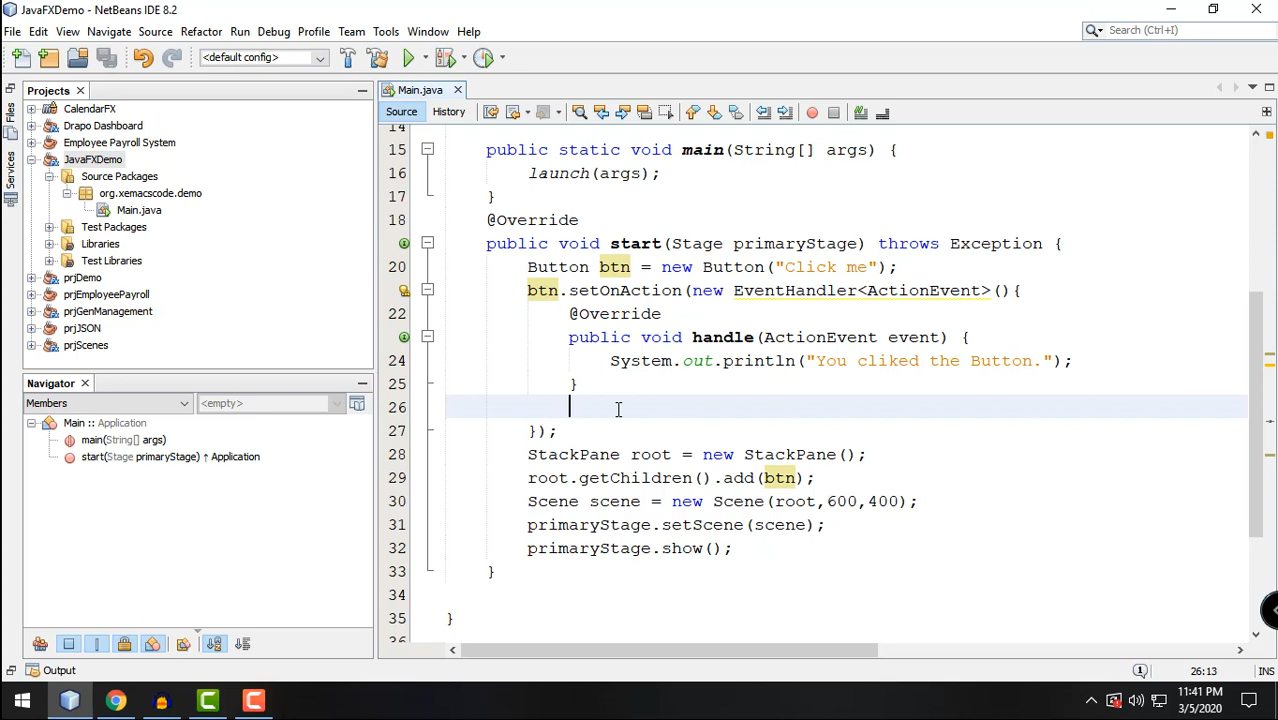 JavaFXDemo - NetBeans IDE 8.2
File Edit View Navigate Source Refactor Run Debug Profile Team Tools Window Help
Search (Ctrl+I)
<default config>
Files
Services
Projects
CalendarFX
Drapo Dashboard
Employee Payroll System
JavaFXDemo
Source Packages
org.xemacscode.demo
Main.java
Test Packages
Libraries
Test Libraries
prjDemo
prjEmployeePayroll
prjGenManagement
prjJSON
prjScenes
Navigator
Members
<empty>
Main :: Application
main(String[] args)
start(Stage primaryStage) ↑ Application
Main.java
Source History
14
15 public static void main(String[] args) {
16 launch(args);
17 }
18 @Override
public void start(Stage primaryStage) throws Exception {
20 Button btn = new Button("Click me");
btn.setOnAction(new EventHandler<ActionEvent>(){
22 @Override
public void handle(ActionEvent event) {
24 System.out.println("You cliked the Button.");
25 }
26
27 });
28 StackPane root = new StackPane();
29 root.getChildren().add(btn);
30 Scene scene = new Scene(root,600,400);
31 primaryStage.setScene(scene);
32 primaryStage.show();
33 }
34
35 }
36
Output
1
26:13
INS
11:41 PM
3/5/2020